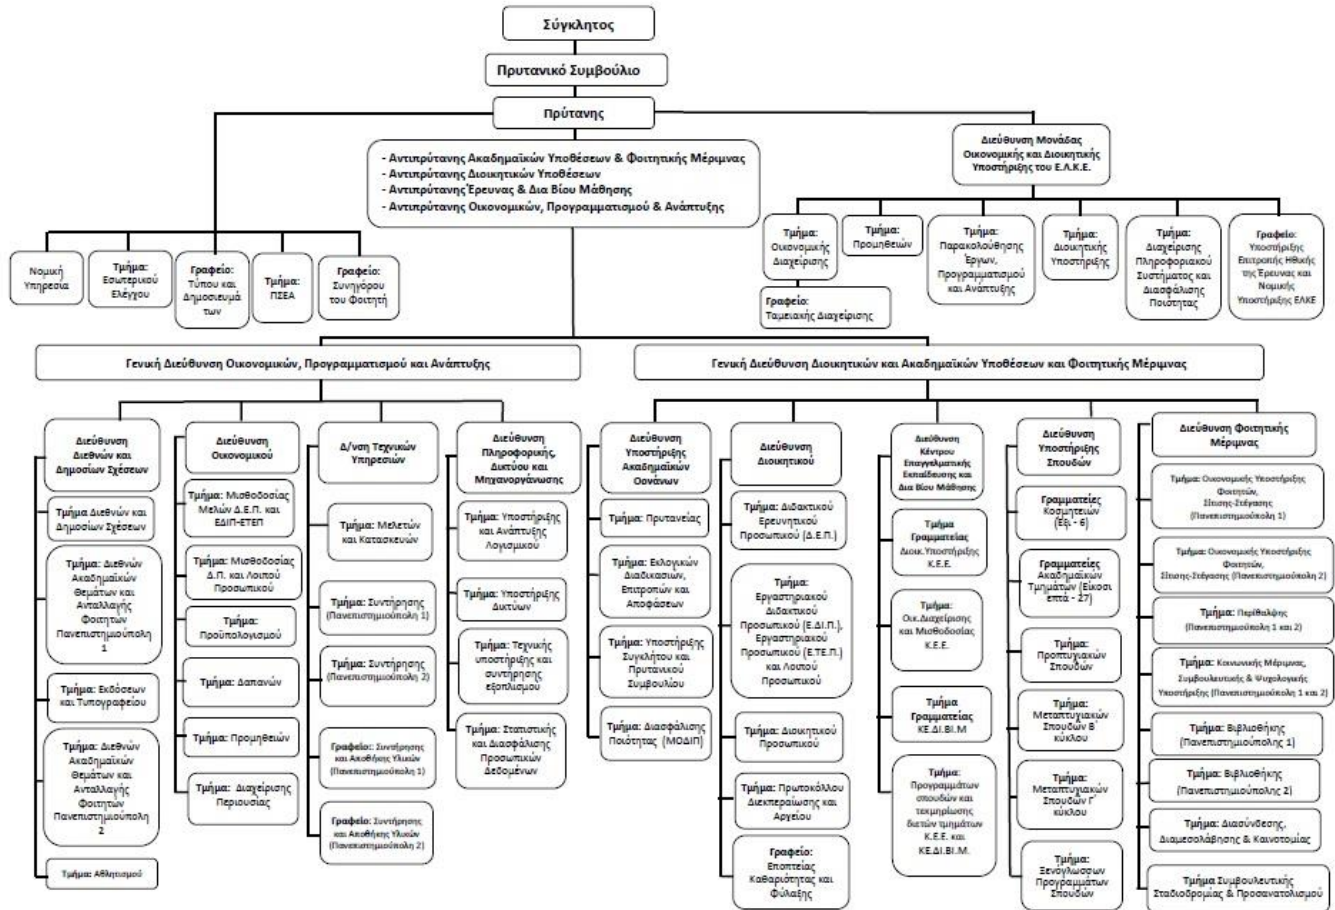 Σύγκλητος
Πρυτανικό Συμβούλιο
Πρύτανης
- Αντιπρύτανης Ακαδημαϊκών Υποθέσεων & Φοιτητικής Μέριμνας
- Αντιπρύτανης Διοικητικών Υποθέσεων
- Αντιπρύτανης Έρευνας & Δια Βίου Μάθησης
- Αντιπρύτανης Οικονομικών, Προγραμματισμού & Ανάπτυξης
Διεύθυνση Μονάδας
Οικονομικής και Διοικητικής
Υποστήριξης του Ε.Λ.Κ.Ε.
Νομική
Υπηρεσία
Τμήμα:
Εσωτερικού
Ελέγχου
Γραφείο:
Τύπου και
Δημοσιευμά
των
Τμήμα:
ΠΣΕΑ
Γραφείο:
Συνηγόρου
του Φοιτητή
Τμήμα:
Οικονομικής
Διαχείρισης
Γραφείο:
Ταμειακής Διαχείρισης
Τμήμα:
Προμηθειών
Τμήμα:
Παρακολούθησης
Έργων,
Προγραμματισμού
και Ανάπτυξης
Τμήμα:
Διοικητικής
Υποστήριξης
Τμήμα:
Διαχείρισης
Πληροφοριακού
Συστήματος και
Διασφάλισης
Ποιότητας
Γραφείο:
Υποστήριξης
Επιτροπής Ηθικής
της Έρευνας και
Νομικής
Υποστήριξης ΕΛΚΕ
Γενική Διεύθυνση Οικονομικών, Προγραμματισμού και Ανάπτυξης
Γενική Διεύθυνση Διοικητικών και Ακαδημαϊκών Υποθέσεων και Φοιτητικής Μέριμνας
Διεύθυνση
Διεθνών και
Δημοσίων Σχέσεων
Τμήμα Διεθνών και
Δημοσίων Σχέσεων
Τμήμα: Διεθνών
Ακαδημαϊκών
Θεμάτων και
Ανταλλαγής
Φοιτητών
Πανεπιστημιούπολη
1
Τμήμα: Εκδόσεων
και Τυπογραφείου
Τμήμα: Διεθνών
Ακαδημαϊκών
Θεμάτων και
Ανταλλαγής
Φοιτητών
Πανεπιστημιούπολη
2
Τμήμα: Αθλητισμού
Διεύθυνση
Οικονομικού
Τμήμα: Μισθοδοσίας
Μελών Δ.Ε.Π. και
ΕΔΙΠ-ΕΤΕΠ
Τμήμα: Μισθοδοσίας
Δ.Π. και Λοιπού
Προσωπικού
Τμήμα:
Προϋπολογισμού
Τμήμα: Δαπανών
Τμήμα: Προμηθειών
Τμήμα: Διαχείρισης
Περιουσίας
Δ/νση Τεχνικών
Υπηρεσιών
Τμήμα: Μελετών
και Κατασκευών
Τμήμα: Συντήρησης
(Πανεπιστημιούπολη 1)
Τμήμα: Συντήρησης
(Πανεπιστημιούπολη 2)
Γραφείο: Συντήρησης
και Αποθήκης Υλικών
(Πανεπιστημιούπολη 1)
Γραφείο: Συντήρησης
και Αποθήκης Υλικών
(Πανεπιστημιούπολη 2)
Διεύθυνση
Πληροφορικής,
Δικτύου και
Μηχανοργάνωσης
Τμήμα: Υποστήριξης
και Ανάπτυξης
Λογισμικού
Τμήμα: Υποστήριξης
Δικτύων
Τμήμα: Τεχνικής
υποστήριξης και
συντήρησης
εξοπλισμού
Τμήμα: Στατιστικής
και Διασφάλισης
Προσωπικών
Δεδομένων
Διεύθυνση
Υποστήριξης
Ακαδημαϊκών
Οργάνων
Τμήμα: Πρυτανείας
Τμήμα: Εκλογικών
Διαδικασιων,
Επιτροπών και
Αποφάσεων
Τμήμα: Υποστήριξης
Συγκλήτου και
Πρυτανικού
Συμβουλίου
Τμήμα: Διασφάλισης
Ποιότητας (ΜΟΔΙΠ)
Διεύθυνση
Διοικητικού
Τμήμα: Διδακτικού
Ερευνητικού
Προσωπικού (Δ.Ε.Π.)
Τμήμα:
Εργαστηριακού
Διδακτικού
Προσωπικού (Ε.ΔΙ.Π.),
Εργαστηριακού
Προσωπικού (Ε.ΤΕ.Π.)
και Λοιπού
Προσωπικού
Τμήμα: Διοικητικού
Προσωπικού
Τμήμα: Πρωτοκόλλου
Διεκπεραίωσης και
Αρχείου
Γραφείο:
Εποπτείας
Καθαριότητας και
Φύλαξης
Διεύθυνση
Κέντρου
Επαγγελματικής
Εκπαίδευσης και
Δια Βίου Μάθησης
Τμήμα
Γραμματείας
Διοικ.Υποστήριξης
Κ.Ε.Ε.
Τμήμα:
Οικ.Διαχείρισης
και Μισθοδοσίας
Κ.Ε.Ε.
Τμήμα
Γραμματείας
ΚΕ.ΔΙ.ΒΙ.Μ
Τμήμα:
Προγραμμάτων
σπουδών και
τεκμηρίωσης
διετών τμημάτων
Κ.Ε.Ε. και
ΚΕ.ΔΙ.ΒΙ.Μ.
Διεύθυνση
Υποστήριξης
Σπουδών
Γραμματείες
Κοσμητειών
(Εξι - 6)
Γραμματείες
Ακαδημαϊκών
Τμημάτων (Είκοσι
επτά - 27)
Τμήμα:
Προπτυχιακών
Σπουδών
Τμήμα:
Μεταπτυχιακών
Σπουδών Β΄
κύκλου
Τμήμα:
Μεταπτυχιακών
Σπουδών Γ΄
κύκλου
Τμήμα:
Ξενόγλωσσων
Προγραμμάτων
Σπουδών
Διεύθυνση Φοιτητικής
Μέριμνας
Τμήμα: Οικονομικής Υποστήριξης
Φοιτητών,
Σίτισης-Στέγασης
(Πανεπιστημιούπολη 1)
Τμήμα: Οικονομικής Υποστήριξης
Φοιτητών,
Σίτισης-Στέγασης (Πανεπιστημιούπολη 2)
Τμήμα: Περίθαλψης
(Πανεπιστημιούπολη 1 και 2)
Τμήμα: Κοινωνικής Μέριμνας,
Συμβουλευτικής & Ψυχολογικής
Υποστήριξης (Πανεπιστημιούπολη 1 και 2)
Τμήμα: Βιβλιοθήκης
(Πανεπιστημιούπολης 1)
Τμήμα: Βιβλιοθήκης
(Πανεπιστημιούπολης 2)
Τμήμα: Διασύνδεσης,
Διαμεσολάβησης & Καινοτομίας
Τμήμα Συμβουλευτικής
Σταδιοδρομίας & Προσανατολισμού